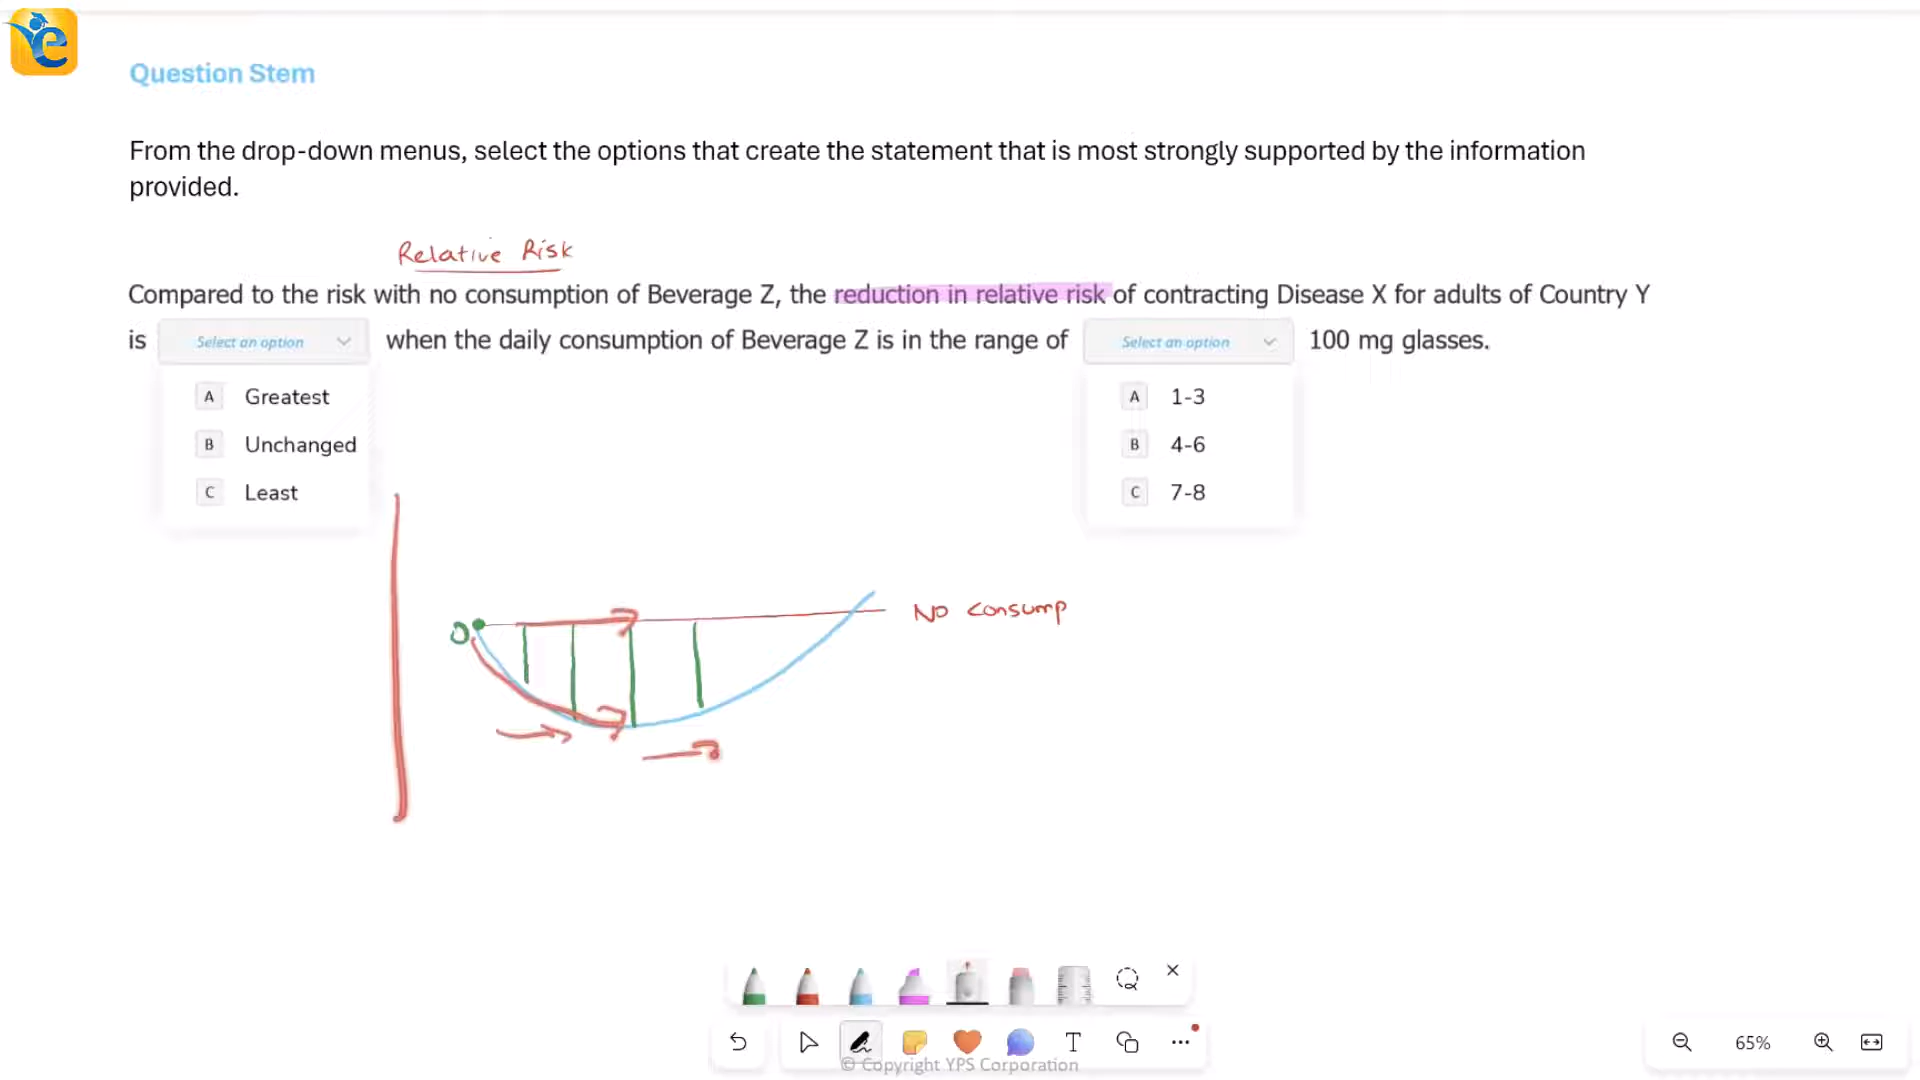 Question Stem
From the drop-down menus, select the options that create the statement that is most strongly supported by the information
provided.
Relative Risk
Compared to the risk with no consumption of Beverage Z, the reduction in relative risk of contracting Disease X for adults of Country Y
is Select an option when the daily consumption of Beverage Z is in the range of Select an option 100 mg glasses.
A Greatest
B Unchanged
C Least
A 1-3
B 4-6
C 7-8
0
No consump
T
65%
© Copyright YPS Corporation